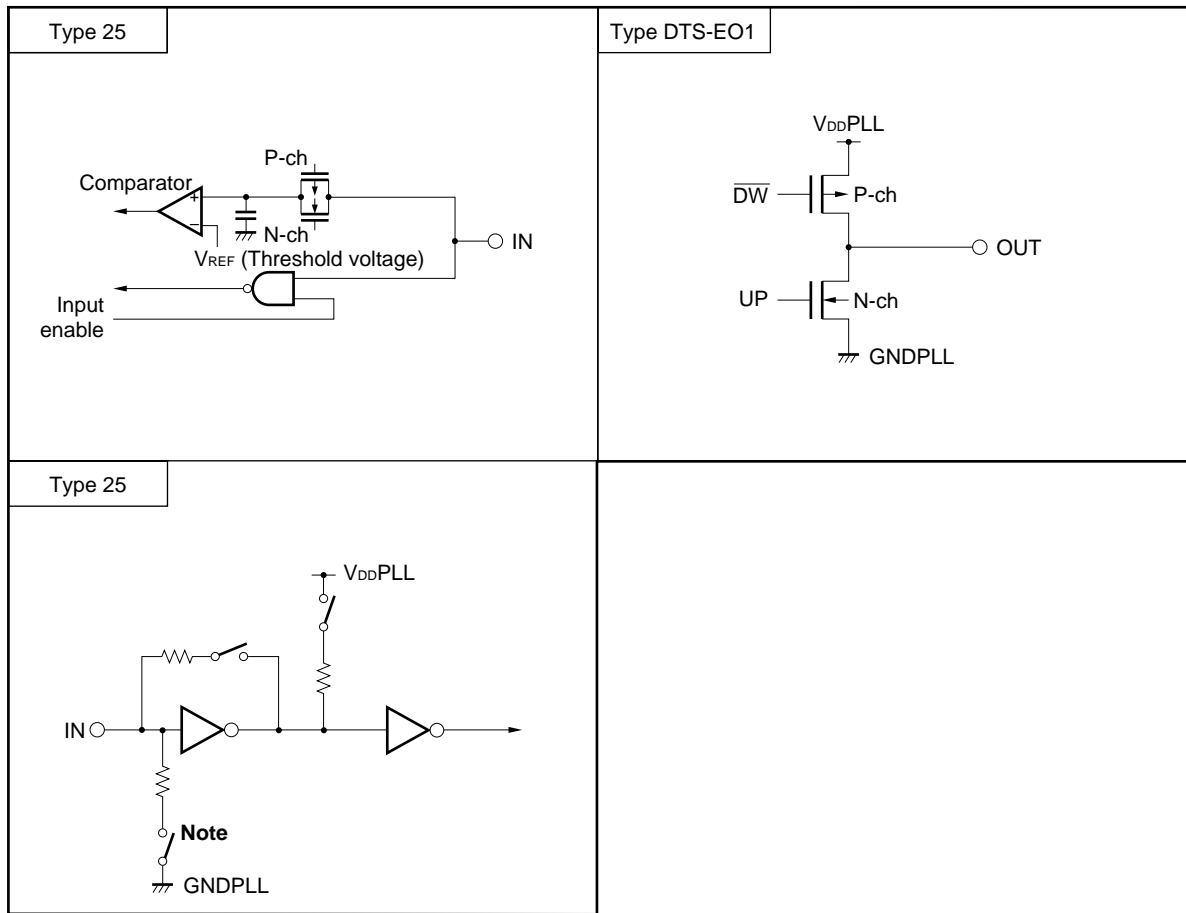 Type 25
P-ch
Comparator
+
−
N-ch
VREF (Threshold voltage)
IN
Input
enable
Type DTS-EO1
VDDPLL
DW
P-ch
OUT
UP
N-ch
GNDPLL
Type 25
VDDPLL
IN
Note
GNDPLL